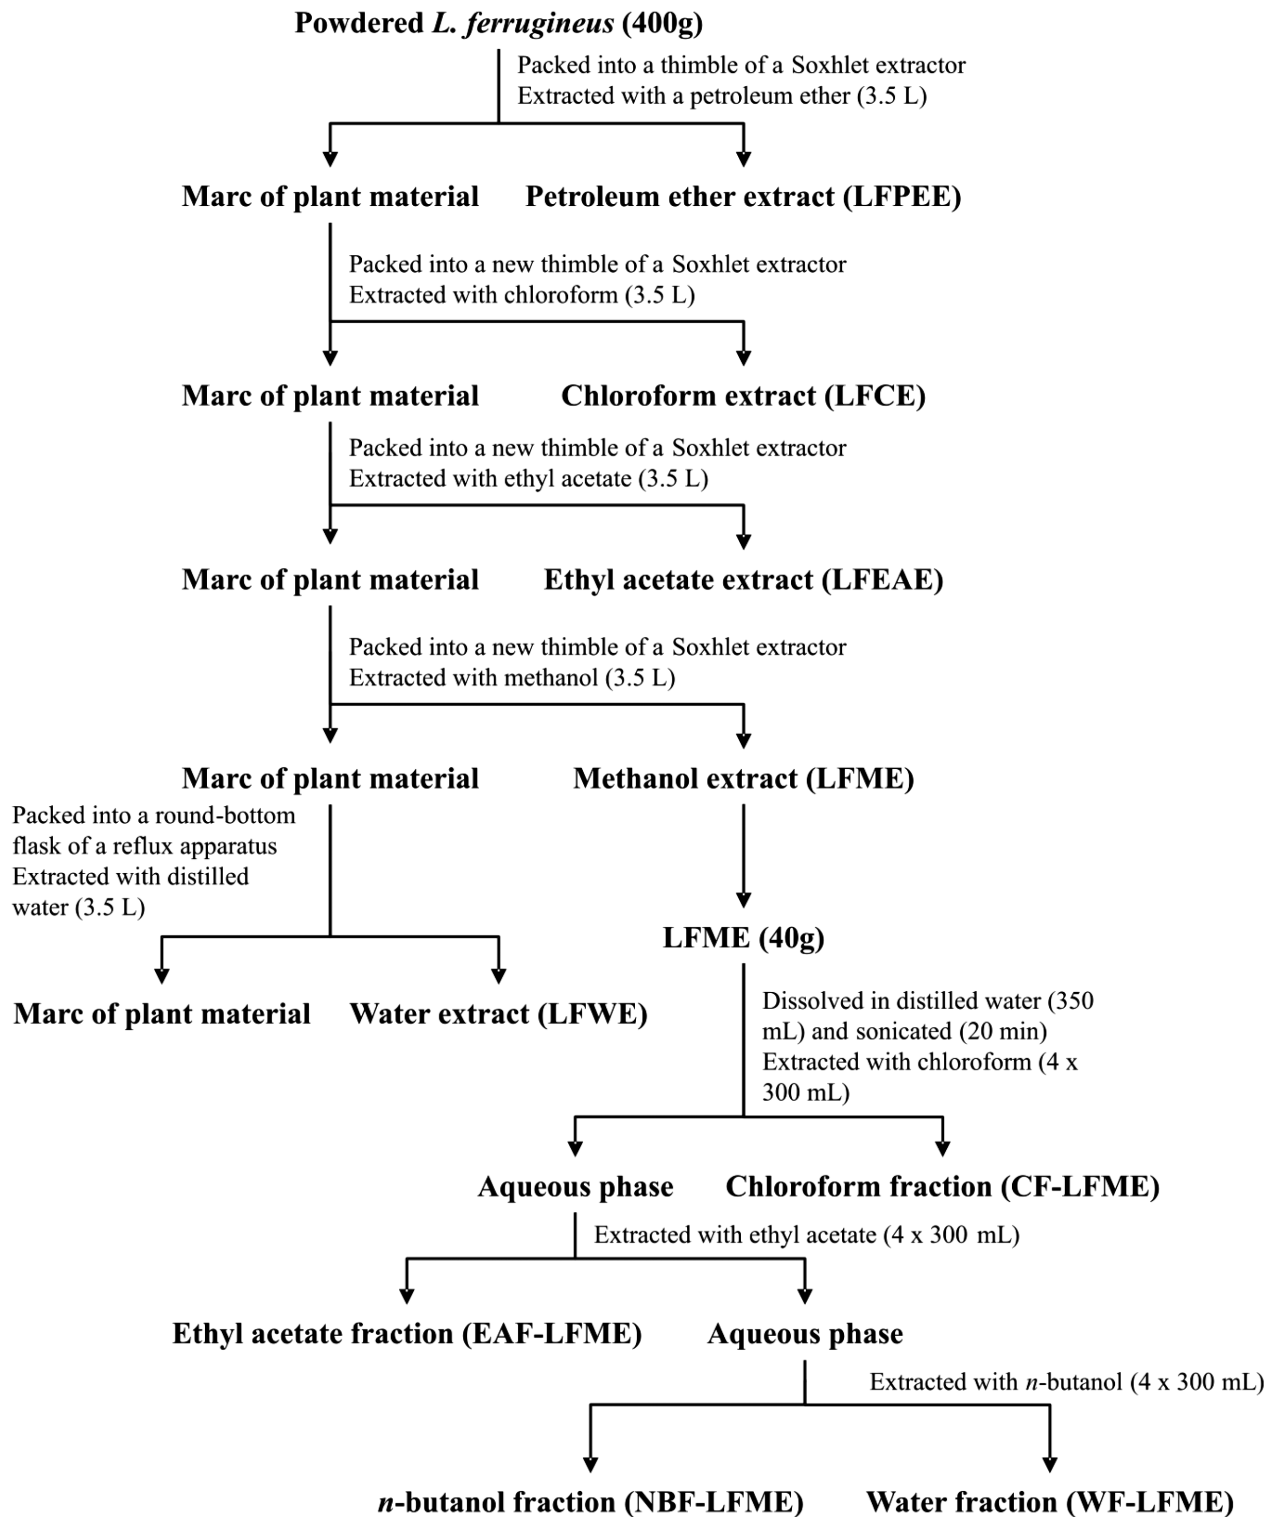 Powdered L. ferrugineus (400g)
Packed into a thimble of a Soxhlet extractor
Extracted with a petroleum ether (3.5 L)
Marc of plant material
Petroleum ether extract (LFPEE)
Packed into a new thimble of a Soxhlet extractor
Extracted with chloroform (3.5 L)
Marc of plant material
Chloroform extract (LFCE)
Packed into a new thimble of a Soxhlet extractor
Extracted with ethyl acetate (3.5 L)
Marc of plant material
Ethyl acetate extract (LFEAE)
Packed into a new thimble of a Soxhlet extractor
Extracted with methanol (3.5 L)
Marc of plant material
Methanol extract (LFME)
Packed into a round-bottom
flask of a reflux apparatus
Extracted with distilled
water (3.5 L)
Marc of plant material
Water extract (LFWE)
LFME (40g)
Dissolved in distilled water (350
mL) and sonicated (20 min)
Extracted with chloroform (4 x
300 mL)
Aqueous phase
Chloroform fraction (CF-LFME)
Extracted with ethyl acetate (4 x 300 mL)
Ethyl acetate fraction (EAF-LFME)
Aqueous phase
Extracted with n-butanol (4 x 300 mL)
n-butanol fraction (NBF-LFME)
Water fraction (WF-LFME)